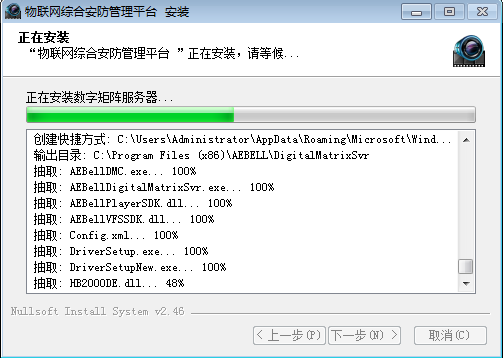 物联网综合安防管理平台 安装
正在安装
“物联网综合安防管理平台 ”正在安装，请等候...
正在安装数字矩阵服务器...
创建快捷方式: C:\Users\Administrator\AppData\Roaming\Microsoft\Wind...
输出目录: C:\Program Files (x86)\AEBELL\DigitalMatrixSvr
抽取: AEBellDMC.exe... 100%
抽取: AEBellDigitalMatrixSvr.exe... 100%
抽取: AEBellPlayerSDK.dll... 100%
抽取: AEBellVFSSDK.dll... 100%
抽取: Config.xml... 100%
抽取: DriverSetup.exe... 100%
抽取: DriverSetupNew.exe... 100%
抽取: HB2000DE.dll... 48%
Nullsoft Install System v2.46
< 上一步(P) 下一步(N) > 取消(C)